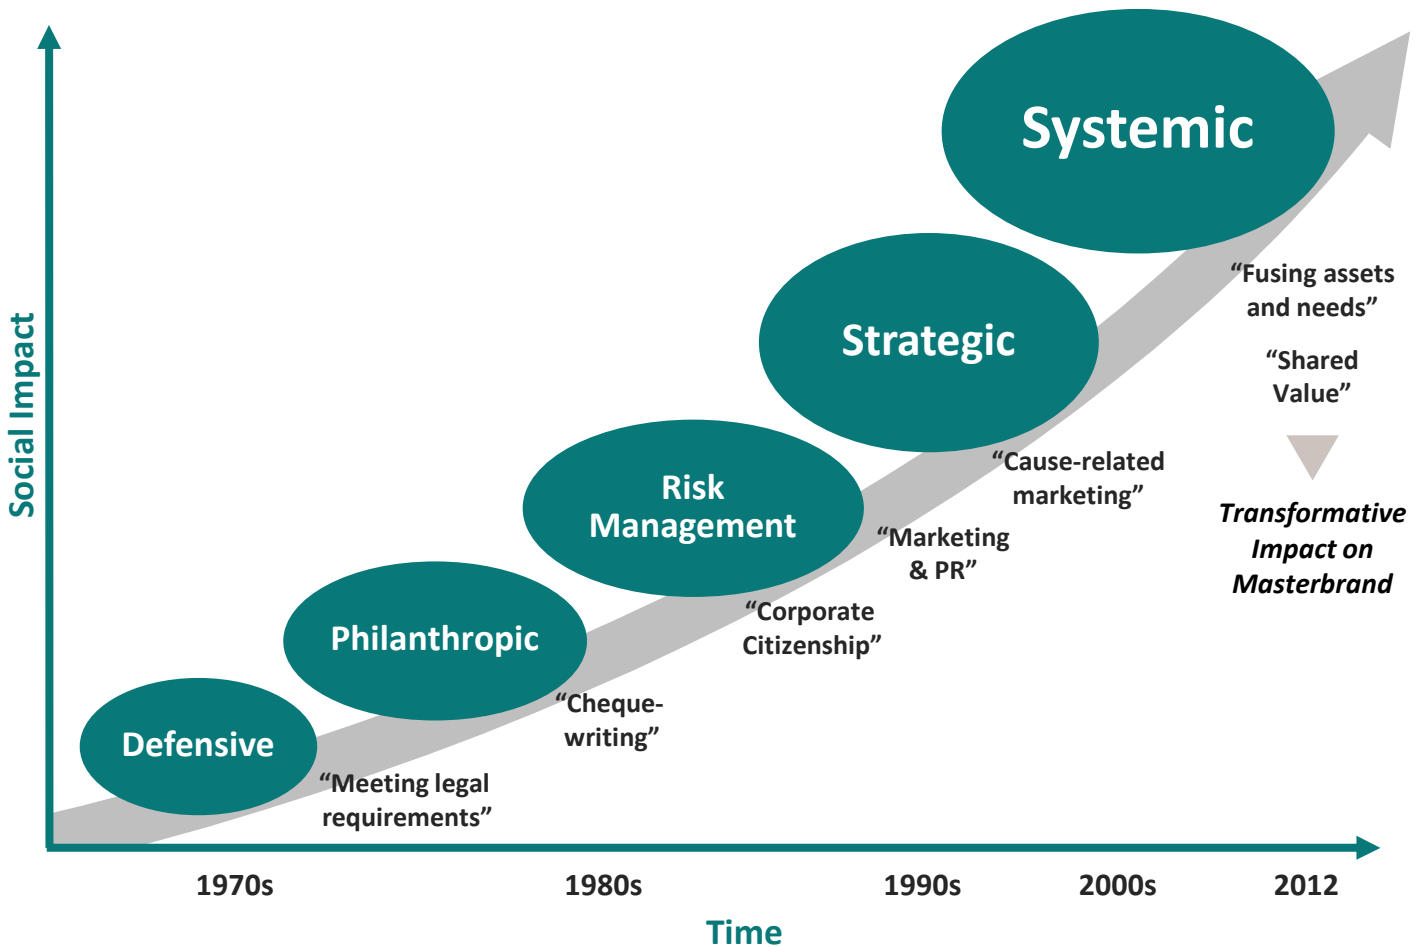 Social Impact
Systemic
Strategic
Risk
Management
Philanthropic
Defensive
“Fusing assets
and needs”
“Shared
Value”
Transformative
Impact on
Masterbrand
“Cause-related
marketing”
“Marketing
& PR”
“Corporate
Citizenship”
“Cheque-
writing”
“Meeting legal
requirements”
1970s
1980s
1990s
2000s
2012
Time